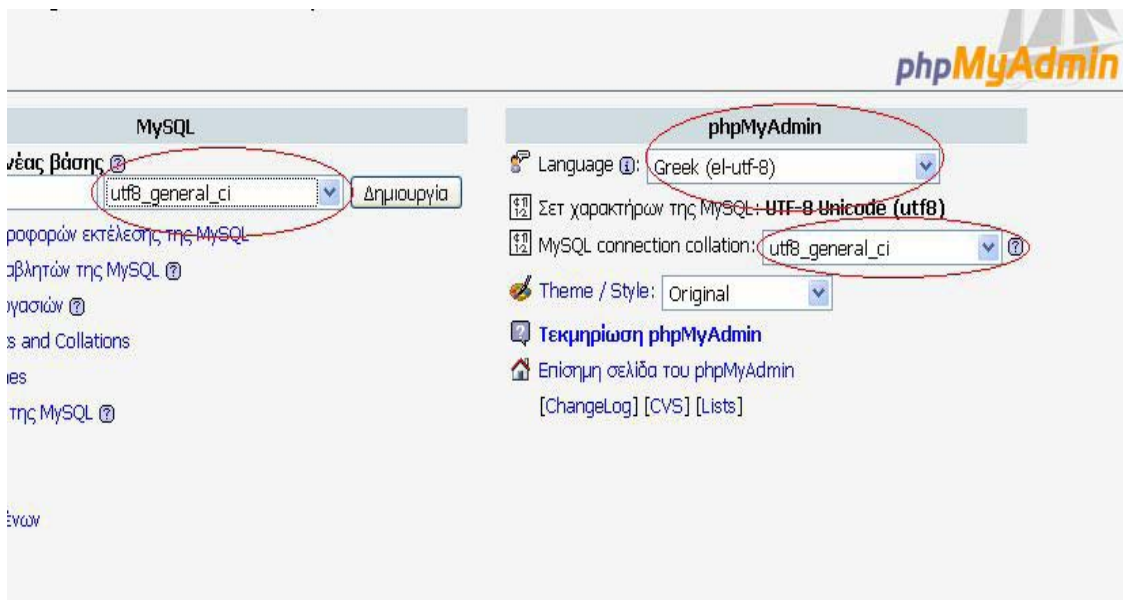 phpMyAdmin
MySQL
νέας βάσης
utf8_general_ci
Δημιουργία
ροφορών εκτέλεσης της MySQL
αβλητών της MySQL
ργασιών
s and Collations
nes
της MySQL
ένων
phpMyAdmin
Language: Greek (el-utf-8)
Σετ χαρακτήρων της MySQL: UTF-8 Unicode (utf8)
MySQL connection collation: utf8_general_ci
Theme / Style: Original
Τεκμηρίωση phpMyAdmin
Επίσημη σελίδα του phpMyAdmin
[ChangeLog] [CVS] [Lists]